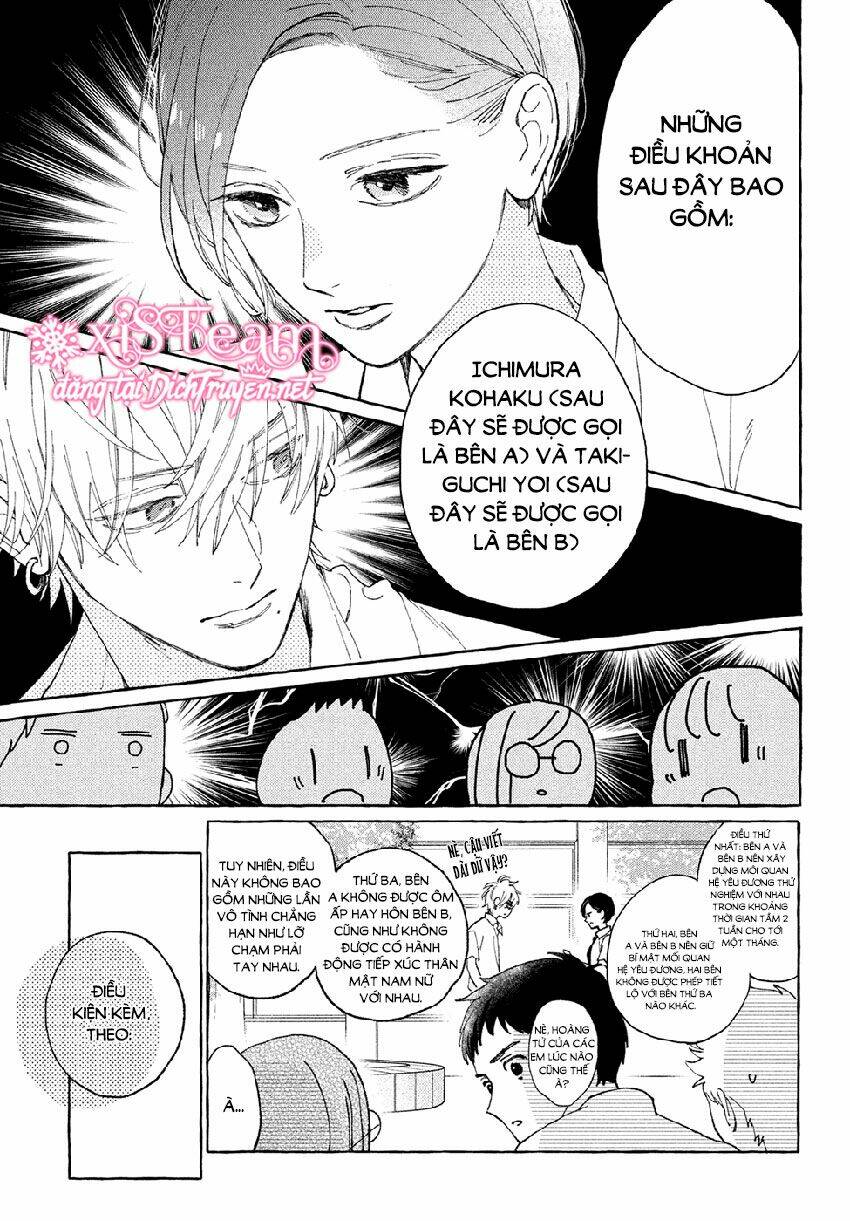 NHỮNG
ĐIỀU KHOẢN
SAU ĐÂY BAO
GỒM:
ICHIMURA
KOHAKU (SAU
ĐÂY SẼ ĐƯỢC GỌI
LÀ BÊN A) VÀ TAKI-
GUCHI YOI (SAU
ĐÂY SẼ ĐƯỢC GỌI
LÀ BÊN B)
xiSTeam
đăng tại DichTruyen.net
ĐIỀU THỨ
NHẤT: BÊN A VÀ
BÊN B NÊN XÂY
DỰNG MỐI QUAN
HỆ YÊU ĐƯƠNG THỬ
NGHIỆM VỚI NHAU
TRONG KHOẢNG
THỜI GIAN TẦM 2
TUẦN CHO TỚI
MỘT THÁNG.
THỨ HAI, BÊN
A VÀ BÊN B NÊN GIỮ
BÍ MẬT MỐI QUAN
HỆ YÊU ĐƯƠNG, HAI BÊN
KHÔNG ĐƯỢC PHÉP TIẾT
LỘ VỚI BÊN THỨ BA
NÀO KHÁC.
NÈ, CẬU VIẾT
DÀI DỮ VẬY?
THỨ BA, BÊN
A KHÔNG ĐƯỢC ÔM
ẤP HAY HÔN BÊN B,
CŨNG NHƯ KHÔNG
ĐƯỢC CÓ HÀNH
ĐỘNG TIẾP XÚC THÂN
MẬT NAM NỮ
VỚI NHAU.
TUY NHIÊN, ĐIỀU
NÀY KHÔNG BAO
GỒM NHỮNG LẦN
VÔ TÌNH CHẲNG
HẠN NHƯ LỠ
CHẠM PHẢI
TAY NHAU.
NÈ, HOÀNG
TỬ CỦA CÁC
EM LÚC NÀO
CŨNG THẾ
À?
À...
ĐIỀU
KIỆN KÈM
THEO: